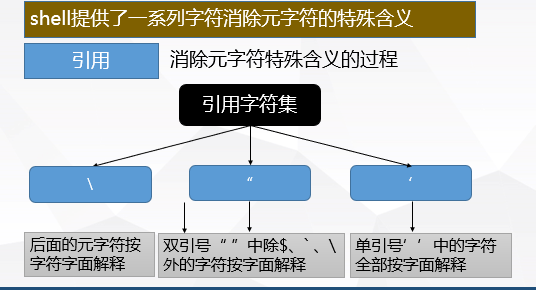 shell提供了一系列字符消除元字符的特殊含义
引用
消除元字符特殊含义的过程
引用字符集
\
“
‘
后面的元字符按
字符字面解释
双引号“ ”中除$、`、\
外的字符按字面解释
单引号’ ’中的字符
全部按字面解释